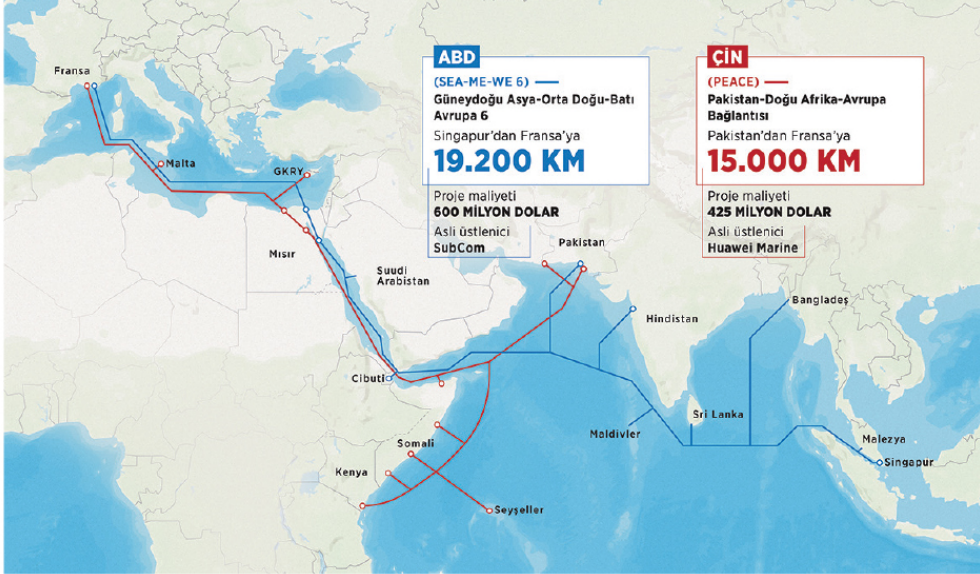 ABD
(SEA-ME-WE 6)
Güneydoğu Asya-Orta Doğu-Batı
Avrupa 6
Singapur'dan Fransa'ya
19.200 KM
Proje maliyeti
600 MİLYON DOLAR
Asli üstlenici
SubCom
ÇİN
(PEACE)
Pakistan-Doğu Afrika-Avrupa
Bağlantısı
Pakistan'dan Fransa'ya
15.000 KM
Proje maliyeti
425 MİLYON DOLAR
Asli üstlenici
Huawei Marine
Fransa
Malta
GKRY
Mısır
Suudi
Arabistan
Pakistan
Hindistan
Bangladeş
Cibuti
Somali
Kenya
Seyşeller
Maldivler
Sri Lanka
Malezya
Singapur